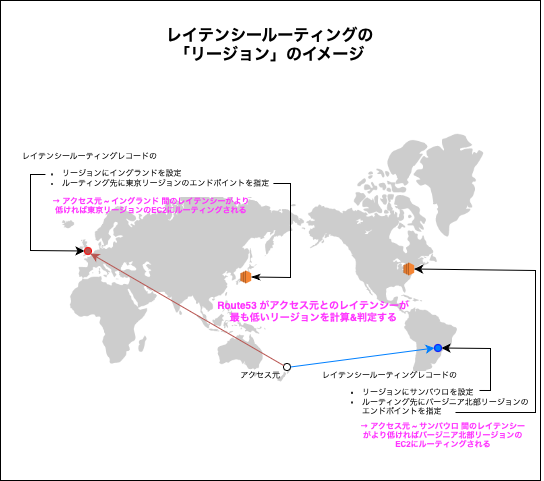 レイテンシールーティングの
「リージョン」のイメージ
レイテンシールーティングレコードの
• リージョンにイングランドを設定
• ルーティング先に東京リージョンのエンドポイントを指定
→ アクセス元 ~ イングランド 間のレイテンシーがより
低ければ東京リージョンのEC2にルーティングされる
Route53 がアクセス元とのレイテンシーが
最も低いリージョンを計算&判定する
アクセス元
レイテンシールーティングレコードの
• リージョンにサンパウロを設定
• ルーティング先にバージニア北部リージョンの
エンドポイントを指定
→ アクセス元 ~ サンパウロ 間のレイテンシー
がより低ければバージニア北部リージョンの
EC2にルーティングされる